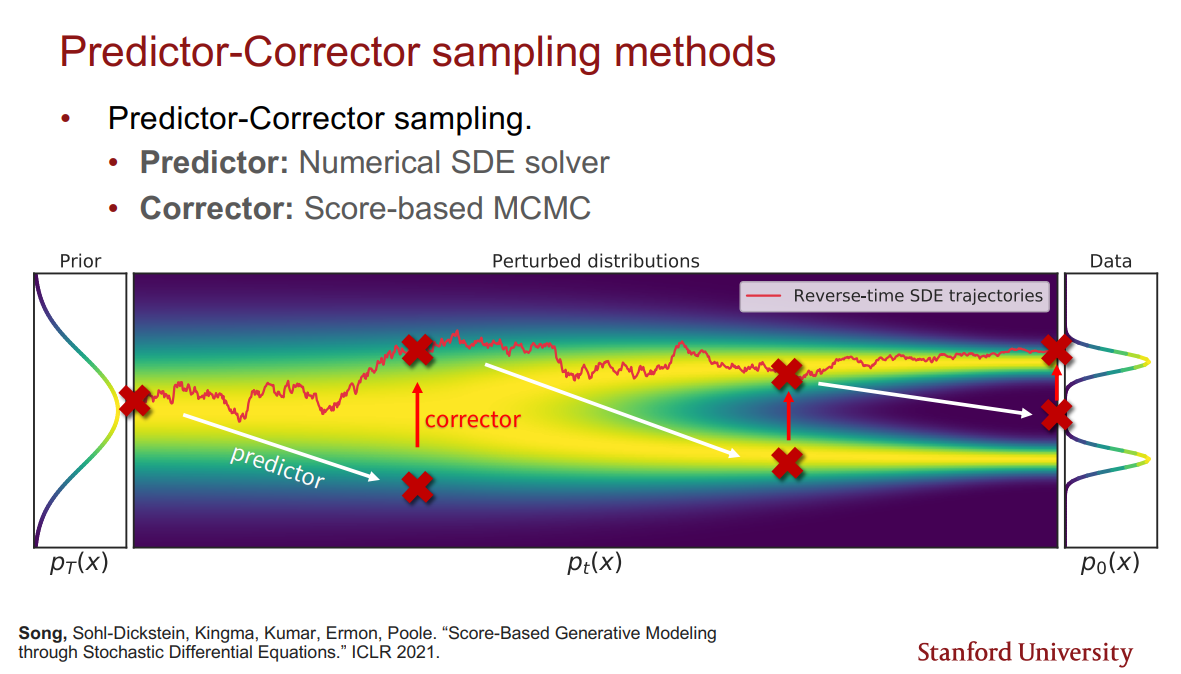 Predictor-Corrector sampling methods
• Predictor-Corrector sampling.
• Predictor: Numerical SDE solver
• Corrector: Score-based MCMC
Prior
Perturbed distributions
Data
Reverse-time SDE trajectories
corrector
predictor
p_T(x)
p_t(x)
p_0(x)
Song, Sohl-Dickstein, Kingma, Kumar, Ermon, Poole. “Score-Based Generative Modeling
through Stochastic Differential Equations.” ICLR 2021.
Stanford University